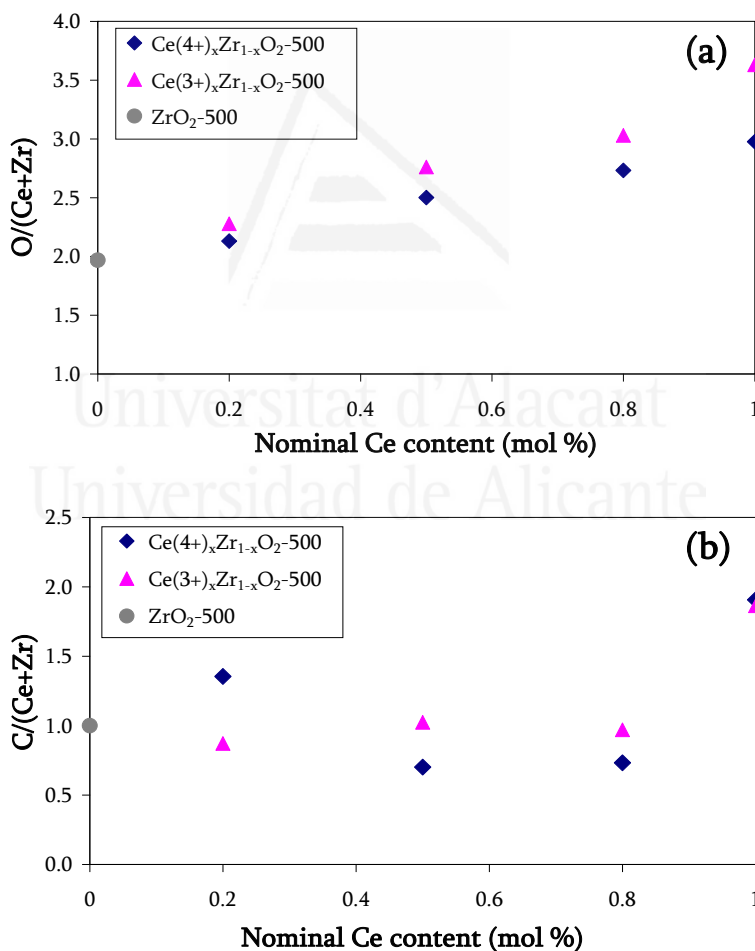 (a)
Ce(4+)ₓZr₁₋ₓO₂-500
Ce(3+)ₓZr₁₋ₓO₂-500
ZrO₂-500
O/(Ce+Zr)
4.0
3.5
3.0
2.5
2.0
1.5
1.0
0
0.2
0.4
0.6
0.8
1
Nominal Ce content (mol %)
Universitat d'Alacant
Universidad de Alicante
(b)
Ce(4+)ₓZr₁₋ₓO₂-500
Ce(3+)ₓZr₁₋ₓO₂-500
ZrO₂-500
C/(Ce+Zr)
2.5
2.0
1.5
1.0
0.5
0.0
0
0.2
0.4
0.6
0.8
1
Nominal Ce content (mol %)